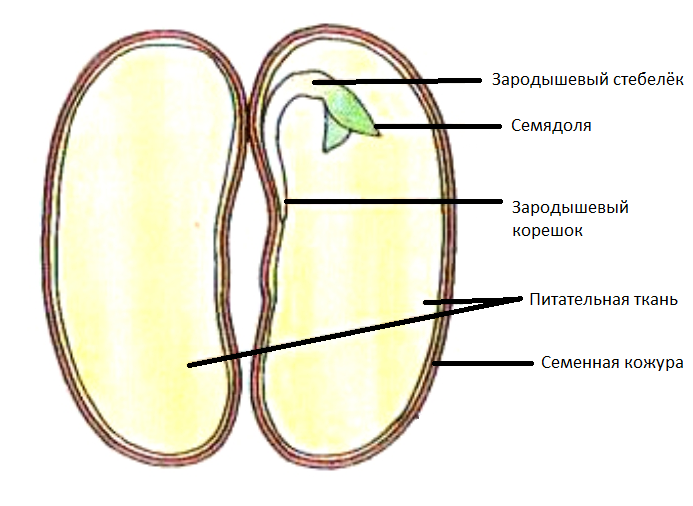 Зародышевый стебелёк
Семядоля
Зародышевый
корешок
Питательная ткань
Семенная кожура